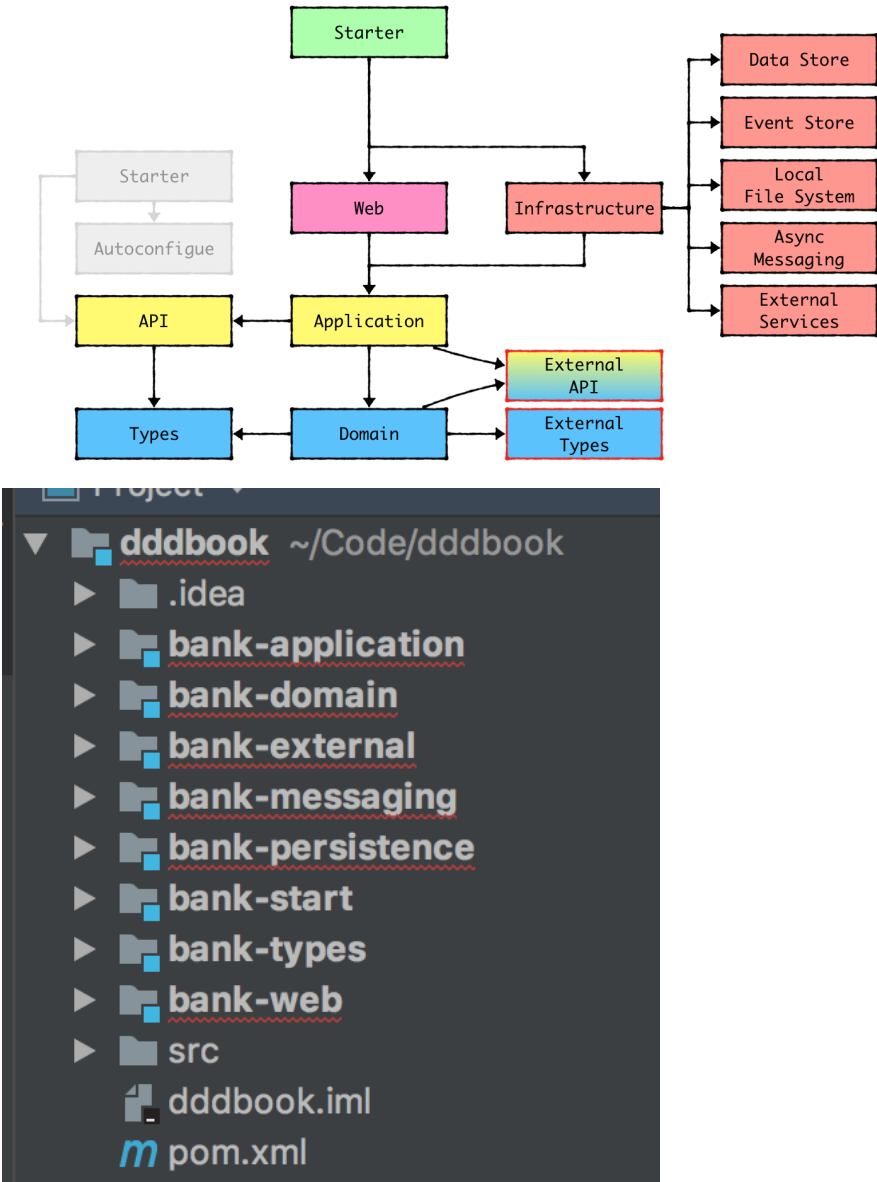 Starter
Data Store
Event Store
Local
File System
Async
Messaging
External
Services
Starter
Autoconfigue
Web
Infrastructure
API
Application
External
API
Types
Domain
External
Types
Project
dddbook ~/Code/dddbook
.idea
bank-application
bank-domain
bank-external
bank-messaging
bank-persistence
bank-start
bank-types
bank-web
src
dddbook.iml
pom.xml